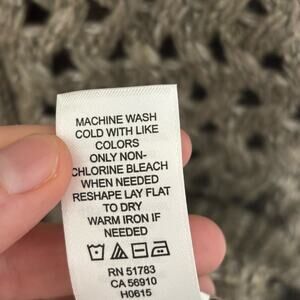 MACHINE WASH
COLD WITH LIKE
COLORS
ONLY NON-
CHLORINE BLEACH
WHEN NEEDED
RESHAPE LAY FLAT
TO DRY
WARM IRON IF
NEEDED
RN 51783
CA 56910
H0615